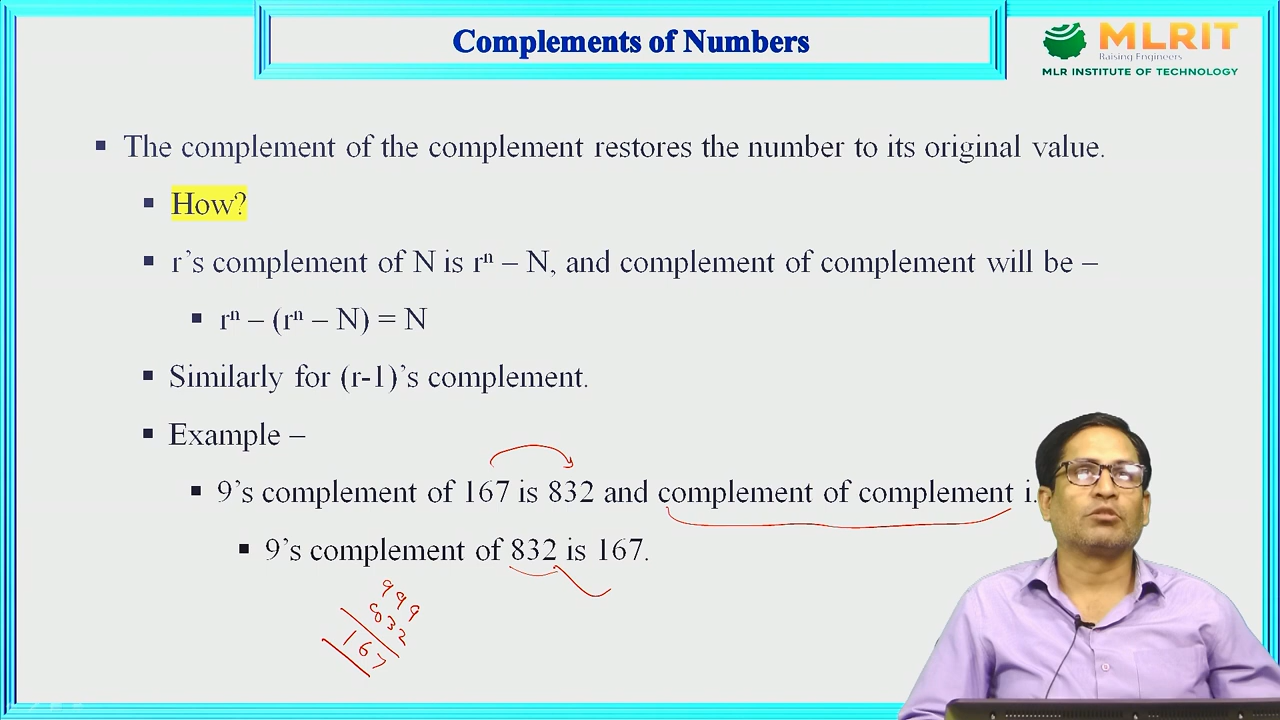 Complements of Numbers
MLRIT
Raising Engineers
MLR INSTITUTE OF TECHNOLOGY
▪ The complement of the complement restores the number to its original value.
▪ How?
▪ r’s complement of N is rⁿ – N, and complement of complement will be –
▪ rⁿ – (rⁿ – N) = N
▪ Similarly for (r-1)’s complement.
▪ Example –
▪ 9’s complement of 167 is 832 and complement of complement i.
▪ 9’s complement of 832 is 167.
999
832
167